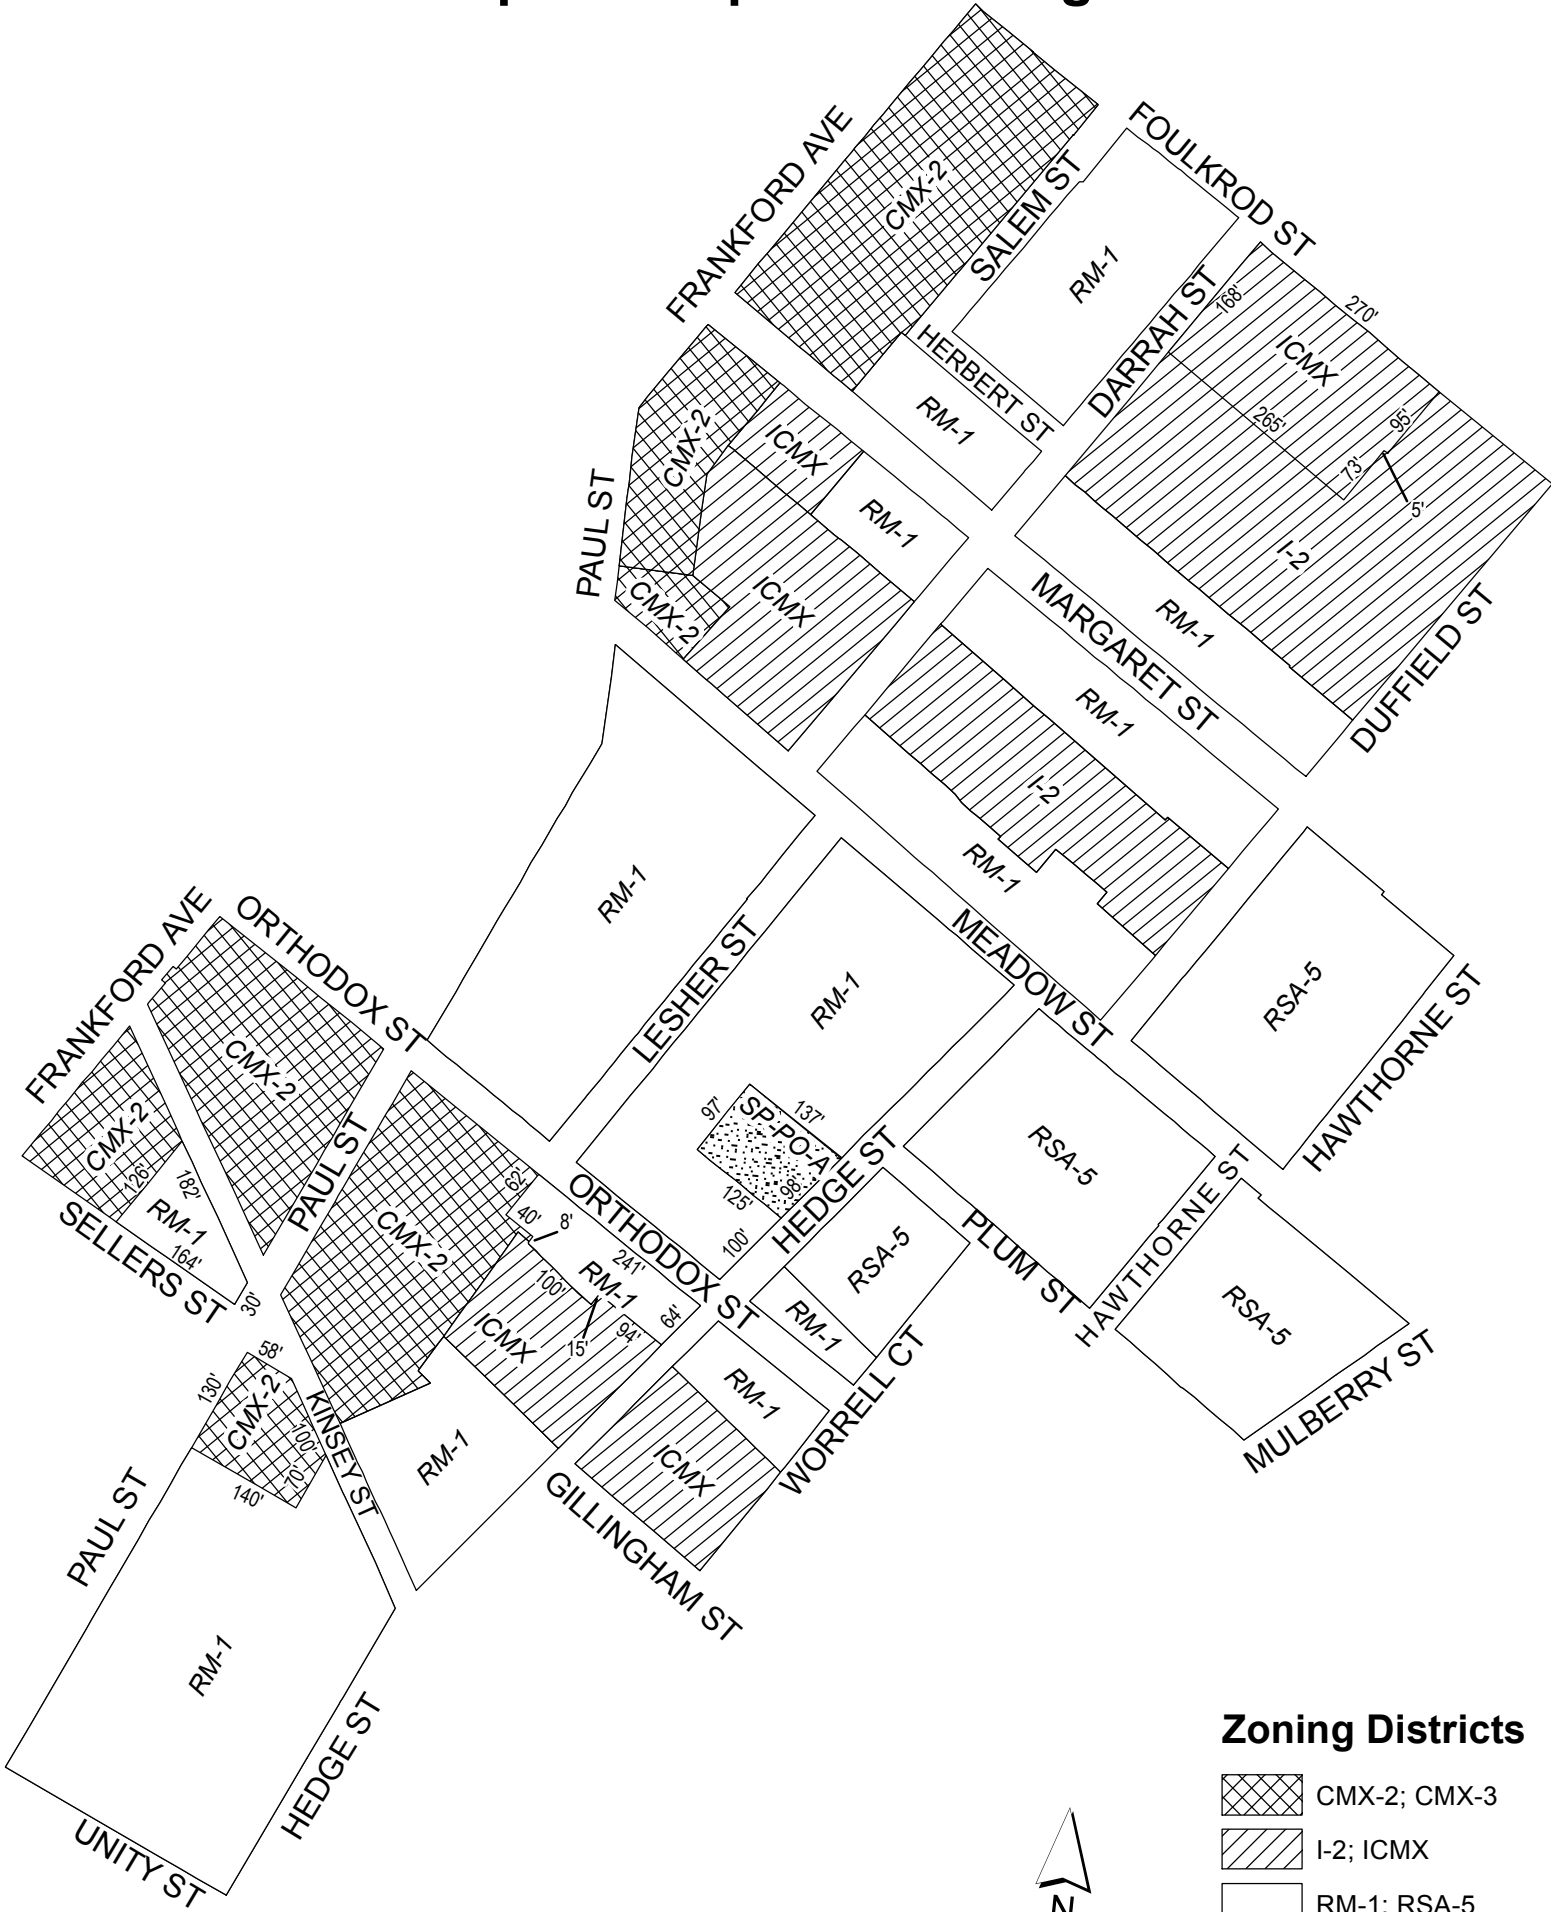 FOULKROD ST
FRANKFORD AVE
CMX-2
SALEM ST
RM-1
DARRAH ST
168'
270'
ICMX
HERBERT ST
RM-1
265'
95'
73'
5'
CMX-2
ICMX
RM-1
I-2
PAUL ST
CMX-2
ICMX
MARGARET ST
RM-1
DUFFIELD ST
RM-1
I-2
RM-1
RM-1
FRANKFORD AVE
ORTHODOX ST
LESHER ST
RM-1
MEADOW ST
RSA-5
HAWTHORNE ST
CMX-2
CMX-2
PAUL ST
97'
137'
SP-PO-A
98'
125'
100'
HEDGE ST
RSA-5
126'
182'
RM-1
164'
SELLERS ST
30'
CMX-2
62'
40'
8'
ORTHODOX ST
241'
RM-1
100'
64'
94'
15'
ICMX
RSA-5
RM-1
PLUM ST
HAWTHORNE ST
RSA-5
MULBERRY ST
58'
130'
CMX-2
100'
70'
140'
KINSEY ST
RM-1
RM-1
WORRELL CT
ICMX
GILLINGHAM ST
PAUL ST
RM-1
HEDGE ST
UNITY ST
Zoning Districts
CMX-2; CMX-3
I-2; ICMX
RM-1; RSA-5
N